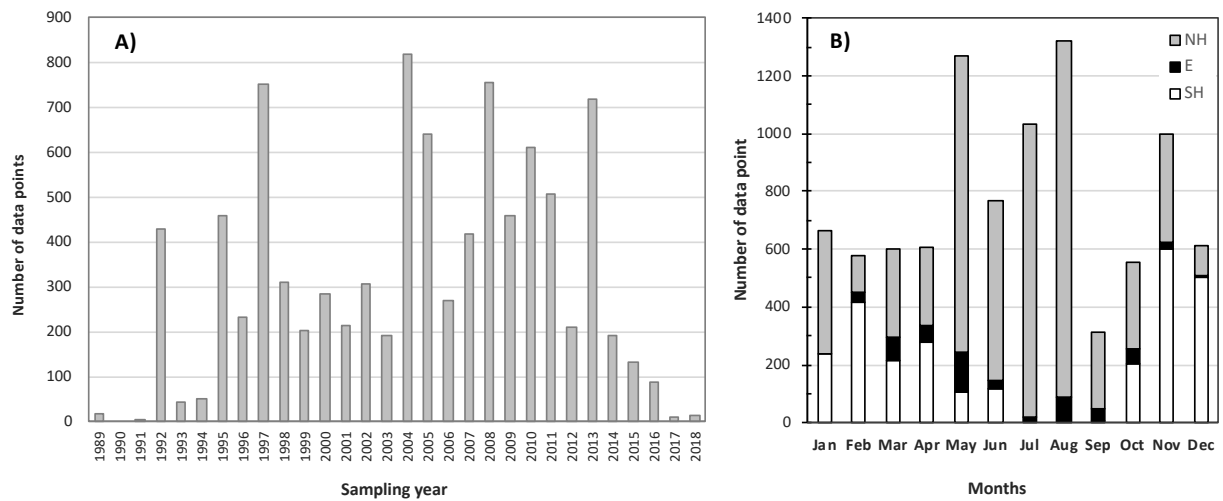 A)
Number of data points
900
800
700
600
500
400
300
200
100
0
1989 1990 1991 1992 1993 1994 1995 1996 1997 1998 1999 2000 2001 2002 2003 2004 2005 2006 2007 2008 2009 2010 2011 2012 2013 2014 2015 2016 2017 2018
Sampling year
B)
NH
E
SH
Number of data point
1400
1200
1000
800
600
400
200
0
Jan Feb Mar Apr May Jun Jul Aug Sep Oct Nov Dec
Months